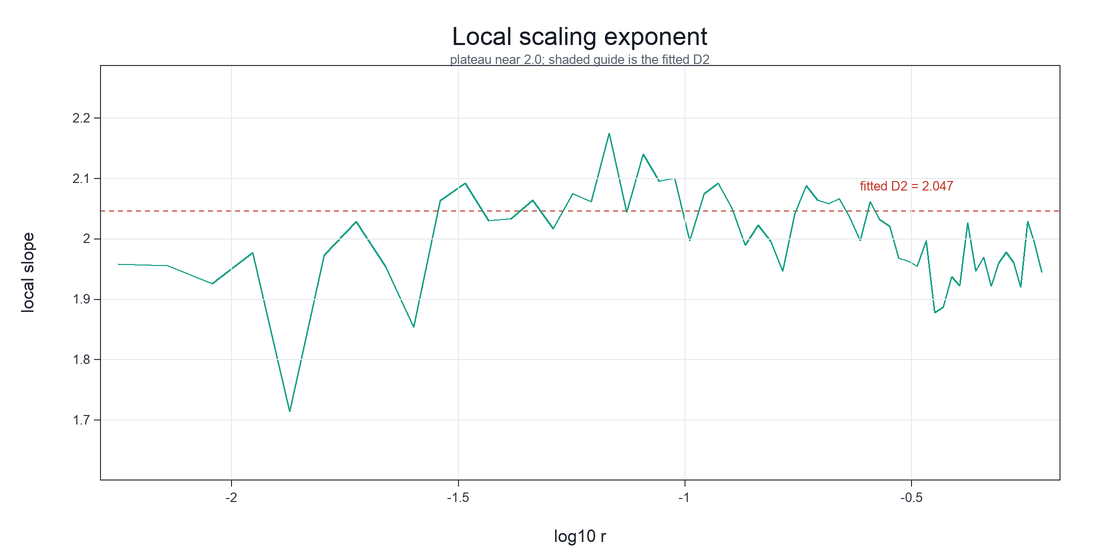 Local scaling exponent
plateau near 2.0; shaded guide is the fitted D2
2.2
2.1
2
1.9
1.8
1.7
fitted D2 = 2.047
local slope
-2
-1.5
-1
-0.5
log10 r